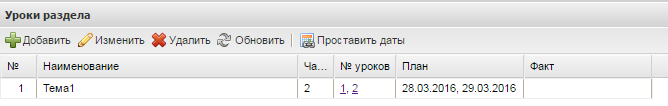 Уроки раздела
Добавить Изменить Удалить Обновить Проставить даты
№ Наименование Ча... № уроков План Факт
1 Тема1 2 1, 2 28.03.2016, 29.03.2016